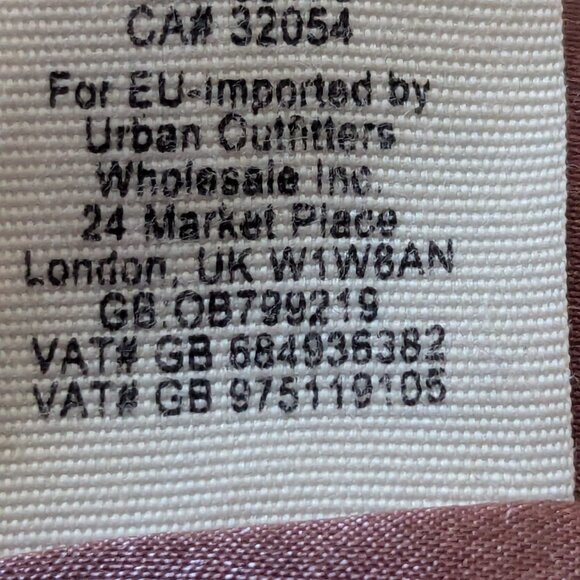 CA# 32054
For EU-imported by
Urban Outfitters
Wholesale Inc.
24 Market Place
London, UK W1W8AN
GB:OB799219
VAT# GB 684936382
VAT# GB 975119105